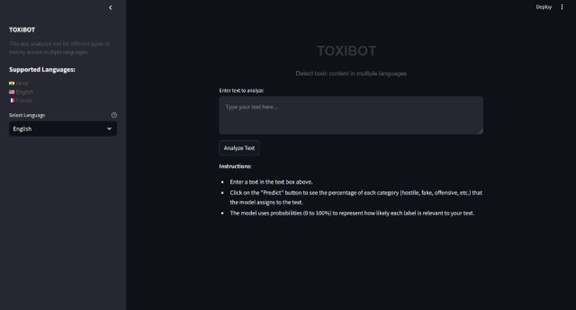 Deploy
TOXIBOT
This app analyzes text for different types of
toxicity across multiple languages.
Supported Languages:
Hindi
English
French
Select Language
English
TOXIBOT
Detect toxic content in multiple languages
Enter text to analyze:
Type your text here...
Analyze Text
Instructions:
Enter a text in the text box above.
Click on the "Predict" button to see the percentage of each category (hostile, fake, offensive, etc.) that
the model assigns to the text.
The model uses probabilities (0 to 100%) to represent how likely each label is relevant to your text.